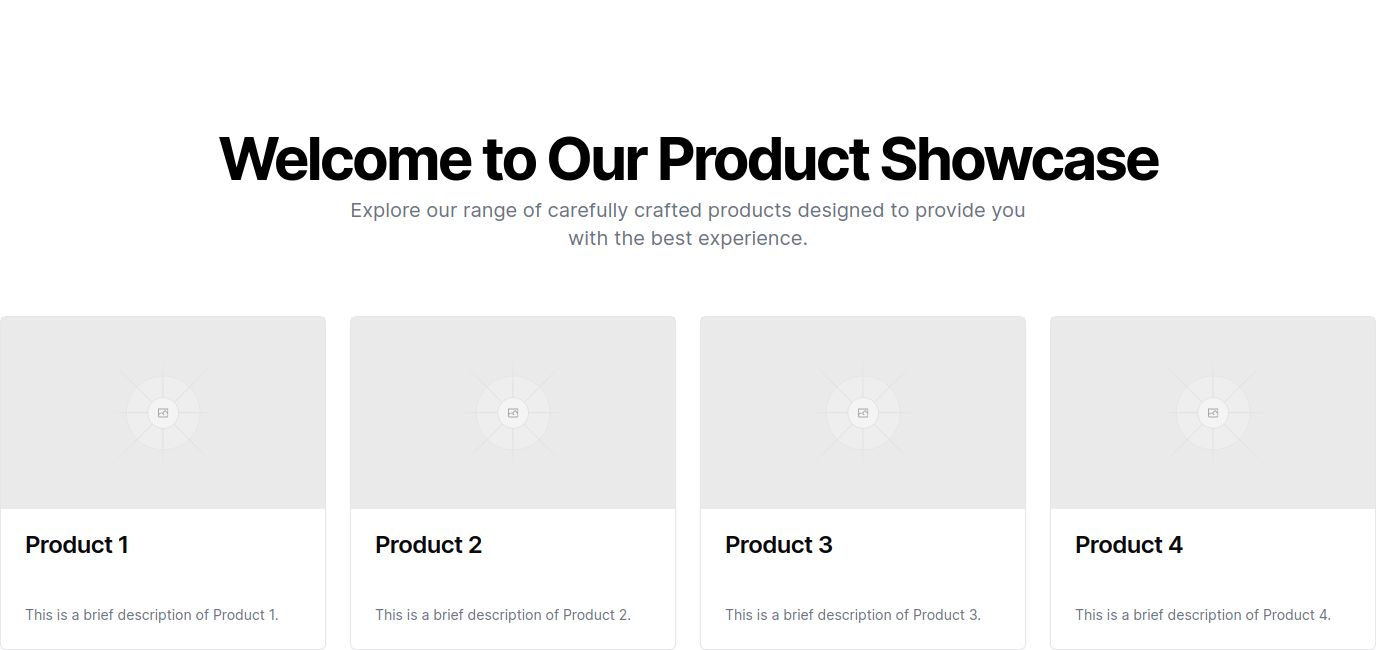 Welcome to Our Product Showcase
Explore our range of carefully crafted products designed to provide you
with the best experience.
Product 1
This is a brief description of Product 1.
Product 2
This is a brief description of Product 2.
Product 3
This is a brief description of Product 3.
Product 4
This is a brief description of Product 4.